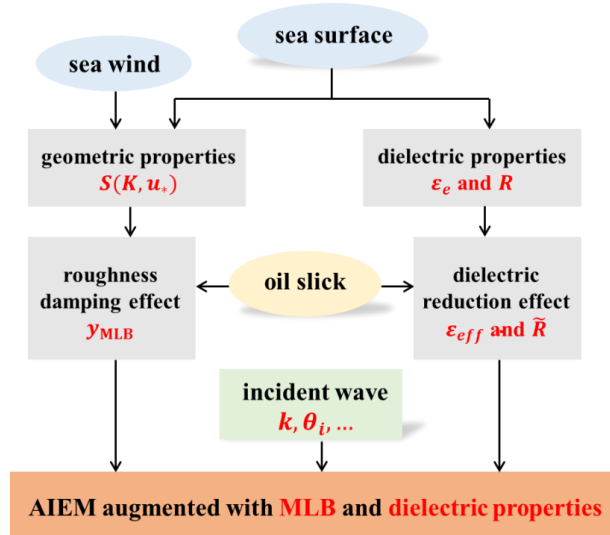 sea surface
sea wind
geometric properties
S(K, u*)
dielectric properties
εe and R
roughness
damping effect
yMLB
oil slick
dielectric
reduction effect
εeff and R̃
incident wave
k, θi, ...
AIEM augmented with MLB and dielectric properties